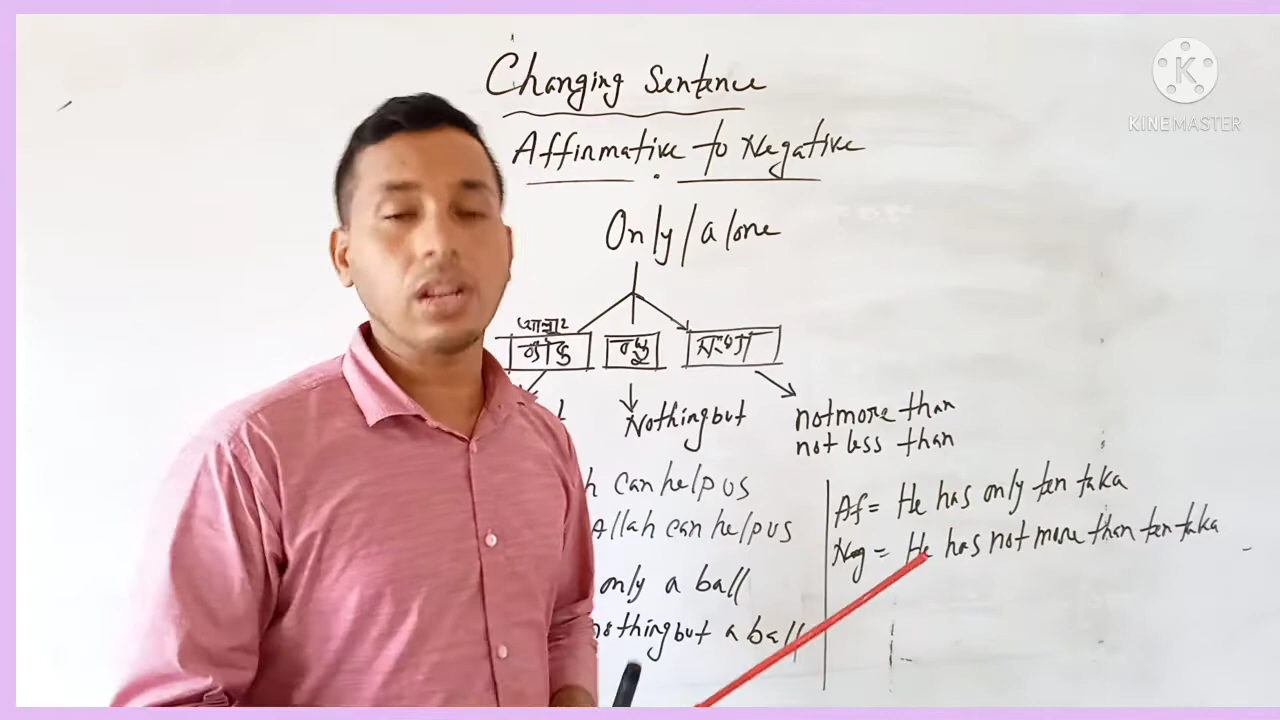 Changing Sentence
Affirmative to Negative
Only/alone
আল্লাহ
ব্যক্তি বস্তু সংখ্যা
Nothing but
not more than
not less than
can help us
Allah can help us
only a ball
nothing but a ball
Af = He has only ten taka
Neg = He has not more than ten taka
K
KINEMASTER